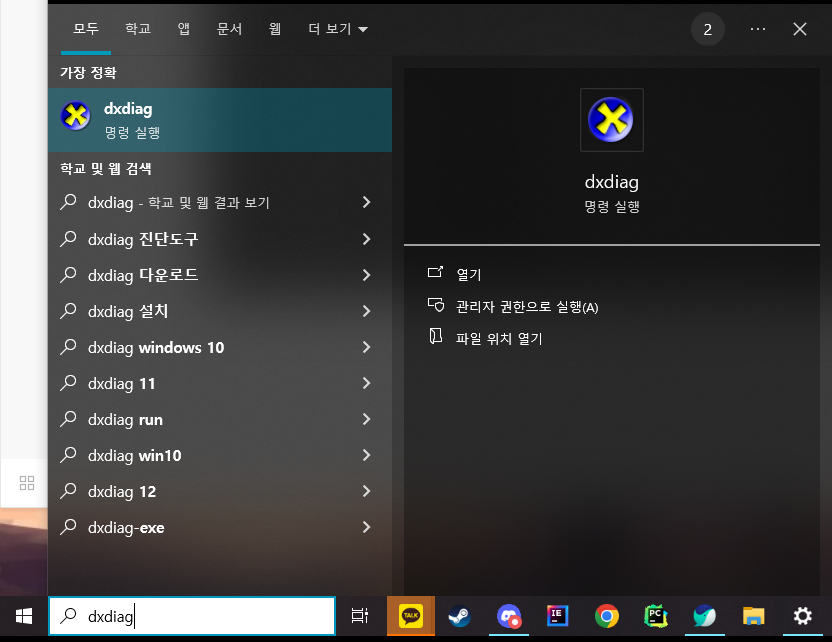 모두 학교 앱 문서 웹 더 보기 2
가장 정확
dxdiag
명령 실행
학교 및 웹 검색
dxdiag - 학교 및 웹 결과 보기
dxdiag 진단도구
dxdiag 다운로드
dxdiag 설치
dxdiag windows 10
dxdiag 11
dxdiag run
dxdiag win10
dxdiag 12
dxdiag-exe
dxdiag
명령 실행
열기
관리자 권한으로 실행(A)
파일 위치 열기
dxdiag
TALK
IE
PC